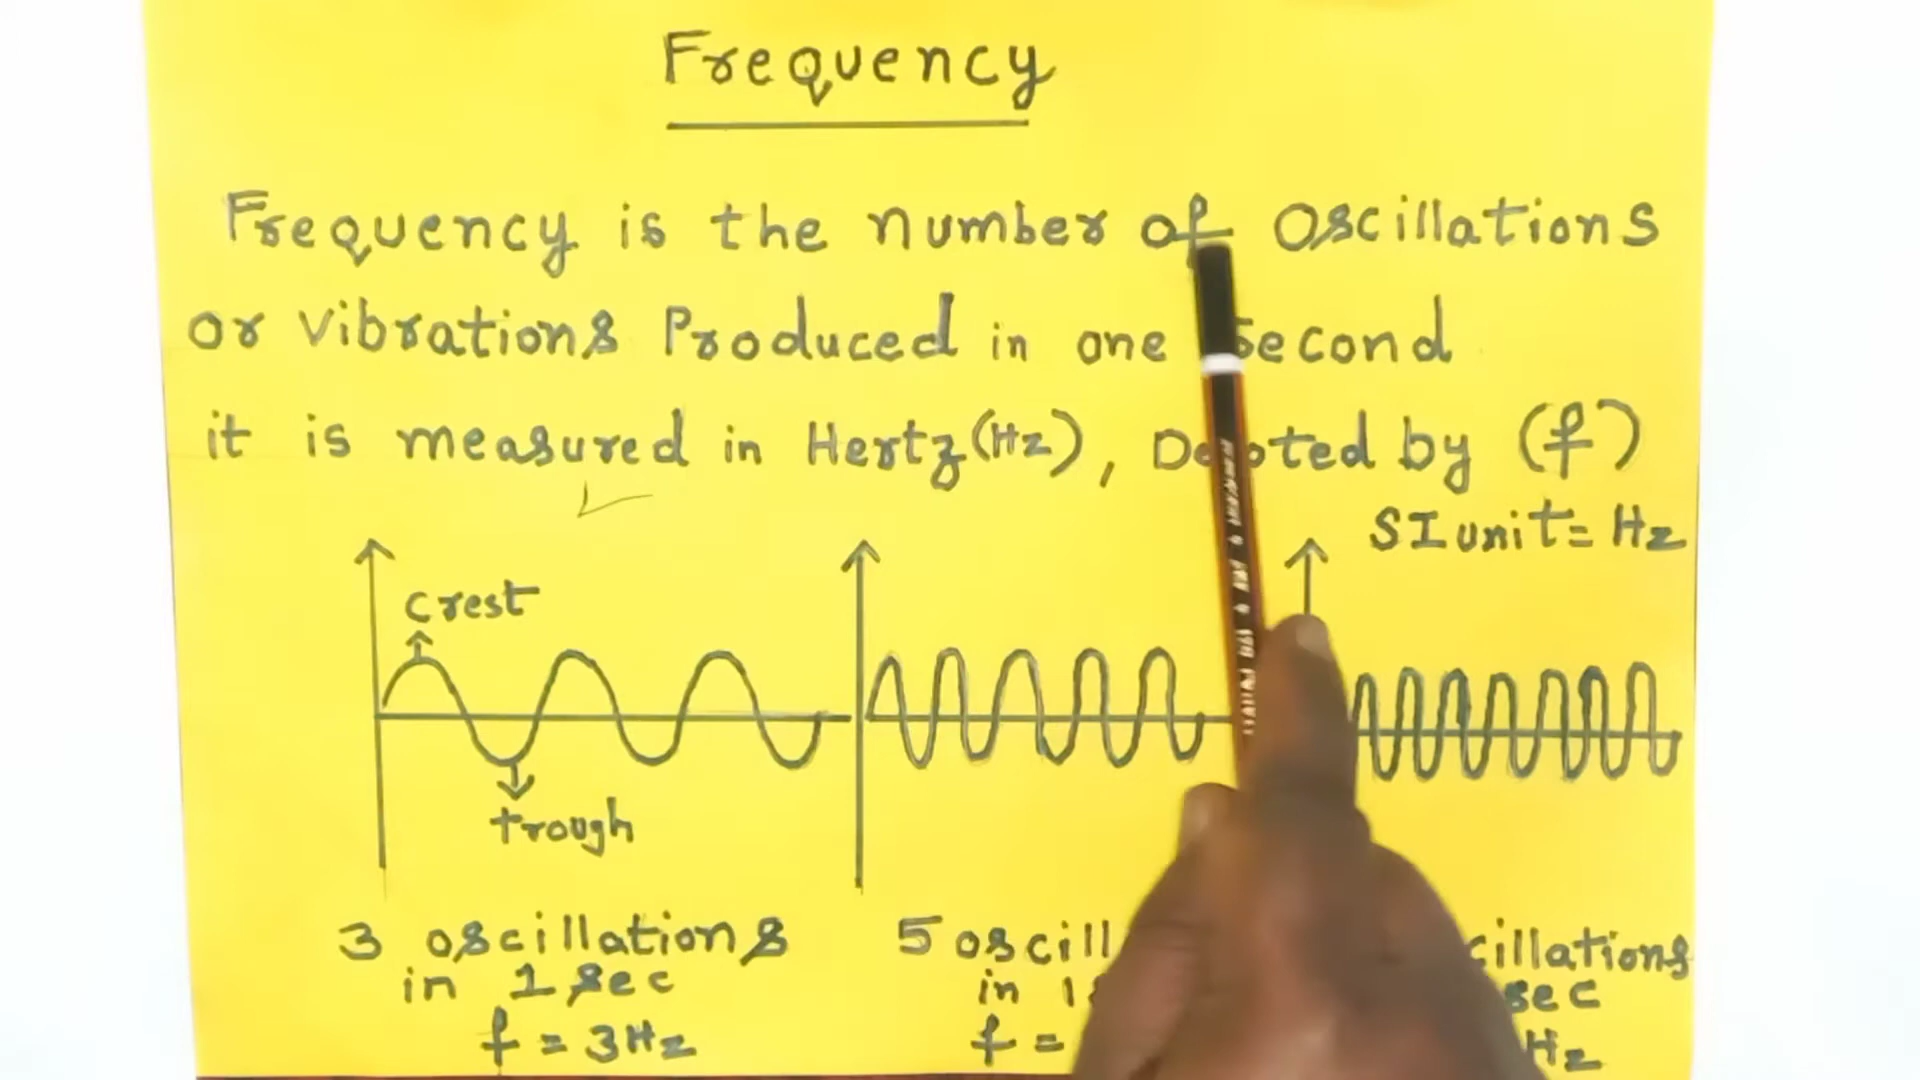 Frequency
Frequency is the number of Oscillations
or vibrations Produced in one Second
it is measured in Hertz(Hz), Denoted by (f)
SI unit = Hz
crest
trough
3 oscillations
in 1 sec
f = 3Hz
5 oscill
in 1
f =
cillations
sec
Hz